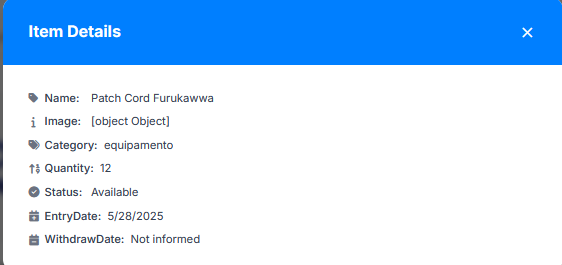 Item Details
Name: Patch Cord Furukawwa
Image: [object Object]
Category: equipamento
Quantity: 12
Status: Available
EntryDate: 5/28/2025
WithdrawDate: Not informed